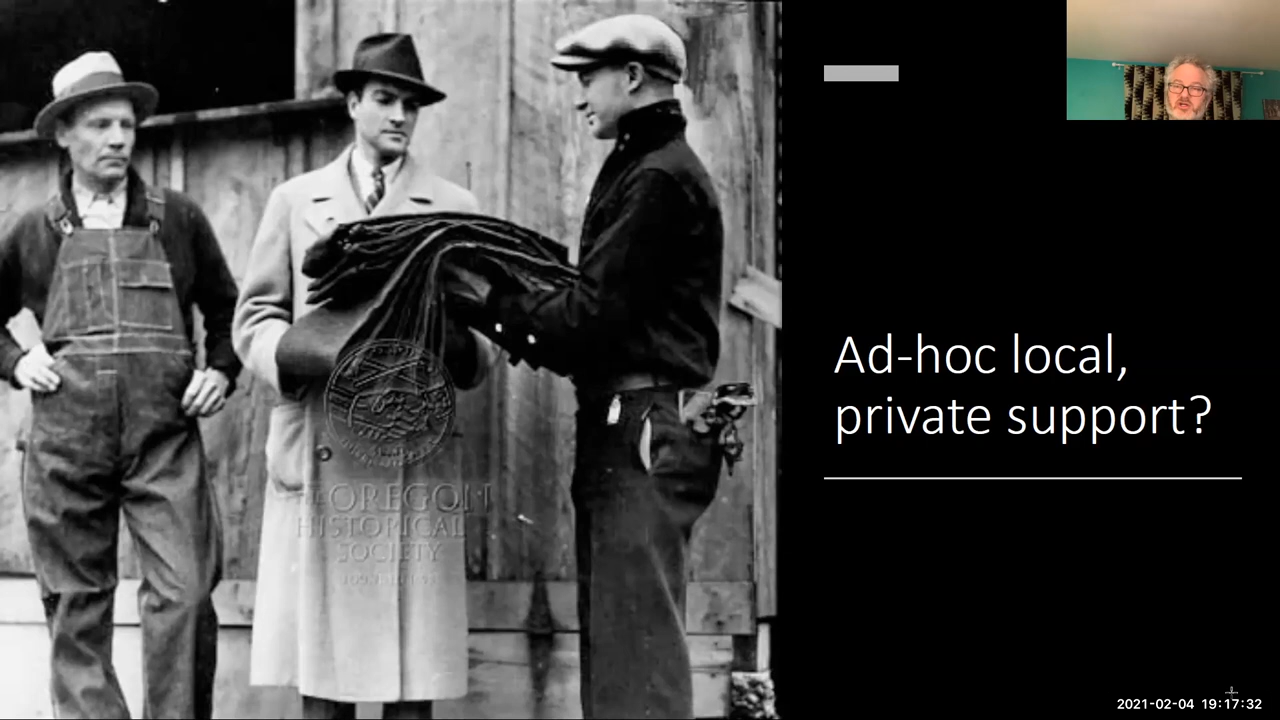 Ad-hoc local,
private support?
OREGON
HISTORICAL
SOCIETY
2021-02-04 19:17:32